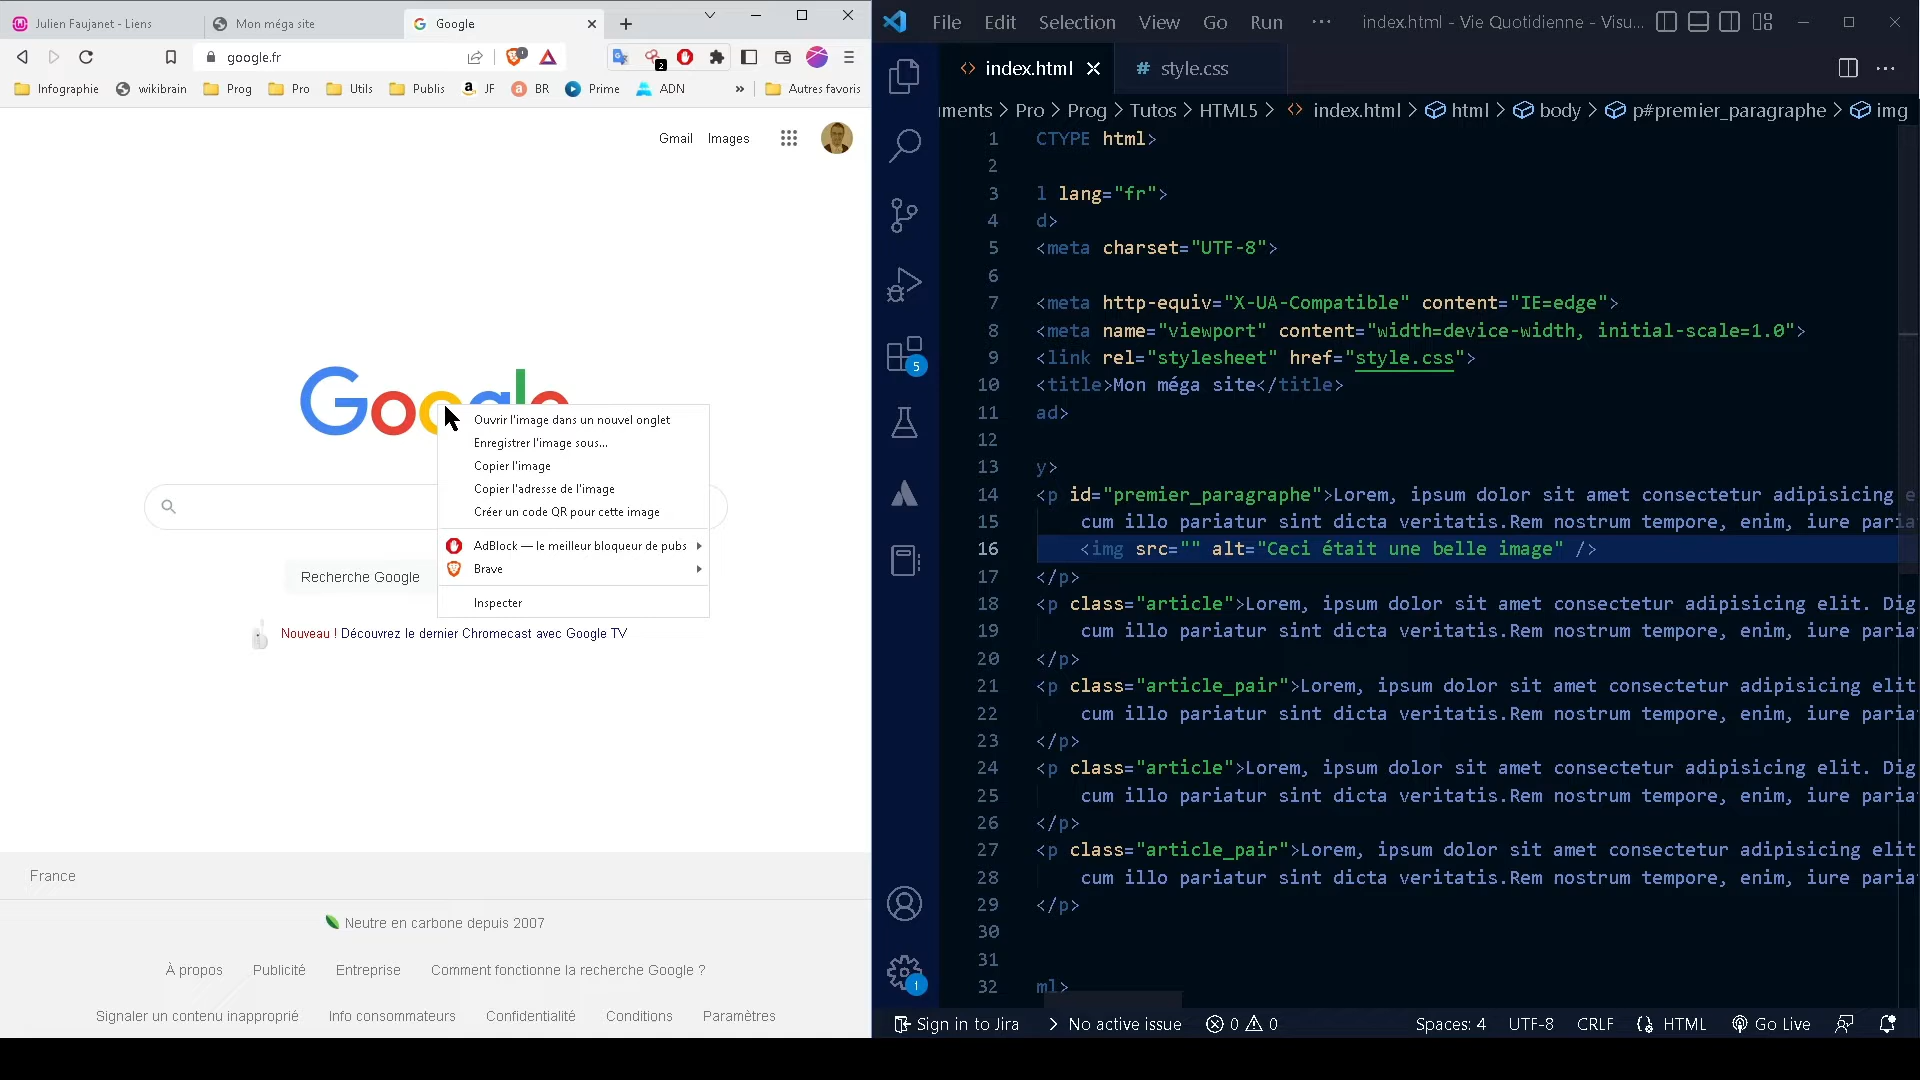 Julien Faujanet - Liens
Mon méga site
Google
google.fr
2
Infographie
wikibrain
Prog
Pro
Utils
Publis
JF
BR
Prime
ADN
»
Autres favoris
Gmail
Images
Google
Ouvrir l'image dans un nouvel onglet
Enregistrer l'image sous...
Copier l'image
Copier l'adresse de l'image
Créer un code QR pour cette image
AdBlock — le meilleur bloqueur de pubs
Brave
Inspecter
Recherche Google
Nouveau ! Découvrez le dernier Chromecast avec Google TV
France
Neutre en carbone depuis 2007
À propos
Publicité
Entreprise
Comment fonctionne la recherche Google ?
Signaler un contenu inapproprié
Info consommateurs
Confidentialité
Conditions
Paramètres
File Edit Selection View Go Run ··· index.html - Vie Quotidienne - Visu...
<> index.html
# style.css
uments > Pro > Prog > Tutos > HTML5 > <> index.html > html > body > p#premier_paragraphe > img
5
1
1 CTYPE html>
2
3 l lang="fr">
4 d>
5 <meta charset="UTF-8">
6
7 <meta http-equiv="X-UA-Compatible" content="IE=edge">
8 <meta name="viewport" content="width=device-width, initial-scale=1.0">
9 <link rel="stylesheet" href="style.css">
10 <title>Mon méga site</title>
11 ad>
12
13 y>
14 <p id="premier_paragraphe">Lorem, ipsum dolor sit amet consectetur adipisicing e
15 cum illo pariatur sint dicta veritatis.Rem nostrum tempore, enim, iure paria
16 <img src="" alt="Ceci était une belle image" />
17 </p>
18 <p class="article">Lorem, ipsum dolor sit amet consectetur adipisicing elit. Dig
19 cum illo pariatur sint dicta veritatis.Rem nostrum tempore, enim, iure paria
20 </p>
21 <p class="article_pair">Lorem, ipsum dolor sit amet consectetur adipisicing elit
22 cum illo pariatur sint dicta veritatis.Rem nostrum tempore, enim, iure paria
23 </p>
24 <p class="article">Lorem, ipsum dolor sit amet consectetur adipisicing elit. Dig
25 cum illo pariatur sint dicta veritatis.Rem nostrum tempore, enim, iure paria
26 </p>
27 <p class="article_pair">Lorem, ipsum dolor sit amet consectetur adipisicing elit
28 cum illo pariatur sint dicta veritatis.Rem nostrum tempore, enim, iure paria
29 </p>
30
31
32 ml>
Sign in to Jira > No active issue 0 0 Spaces: 4 UTF-8 CRLF HTML Go Live